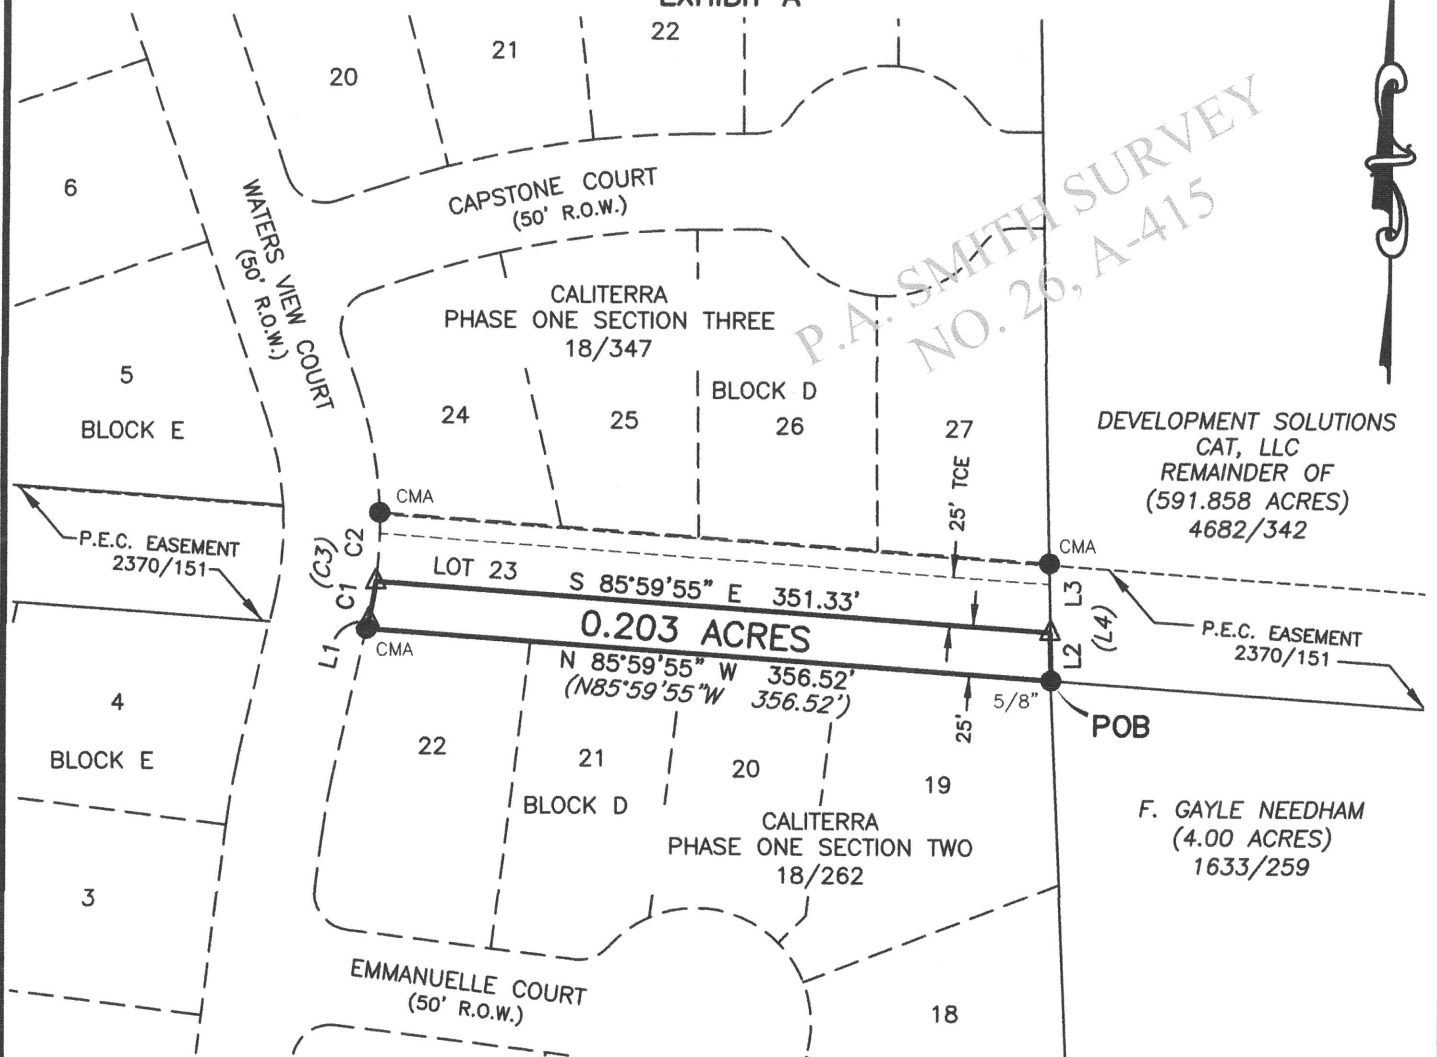 EXHIBIT A
20
21
22
6
WATERS VIEW COURT
(50' R.O.W.)
CAPSTONE COURT
(50' R.O.W.)
P.A. SMITH SURVEY
NO. 26, A-415
CALITERRA
PHASE ONE SECTION THREE
18/347
5
BLOCK E
24
25
BLOCK D
26
27
DEVELOPMENT SOLUTIONS
CAT, LLC
REMAINDER OF
(591.858 ACRES)
4682/342
25' TCE
CMA
P.E.C. EASEMENT
2370/151
(C3)
C2
C1
LOT 23
S 85°59'55" E 351.33'
CMA
L3
0.203 ACRES
L2
(L4)
P.E.C. EASEMENT
2370/151
L1
CMA
N 85°59'55" W 356.52'
(N85°59'55"W 356.52')
5/8"
25'
POB
4
BLOCK E
22
21
BLOCK D
20
19
CALITERRA
PHASE ONE SECTION TWO
18/262
F. GAYLE NEEDHAM
(4.00 ACRES)
1633/259
3
EMMANUELLE COURT
(50' R.O.W.)
18